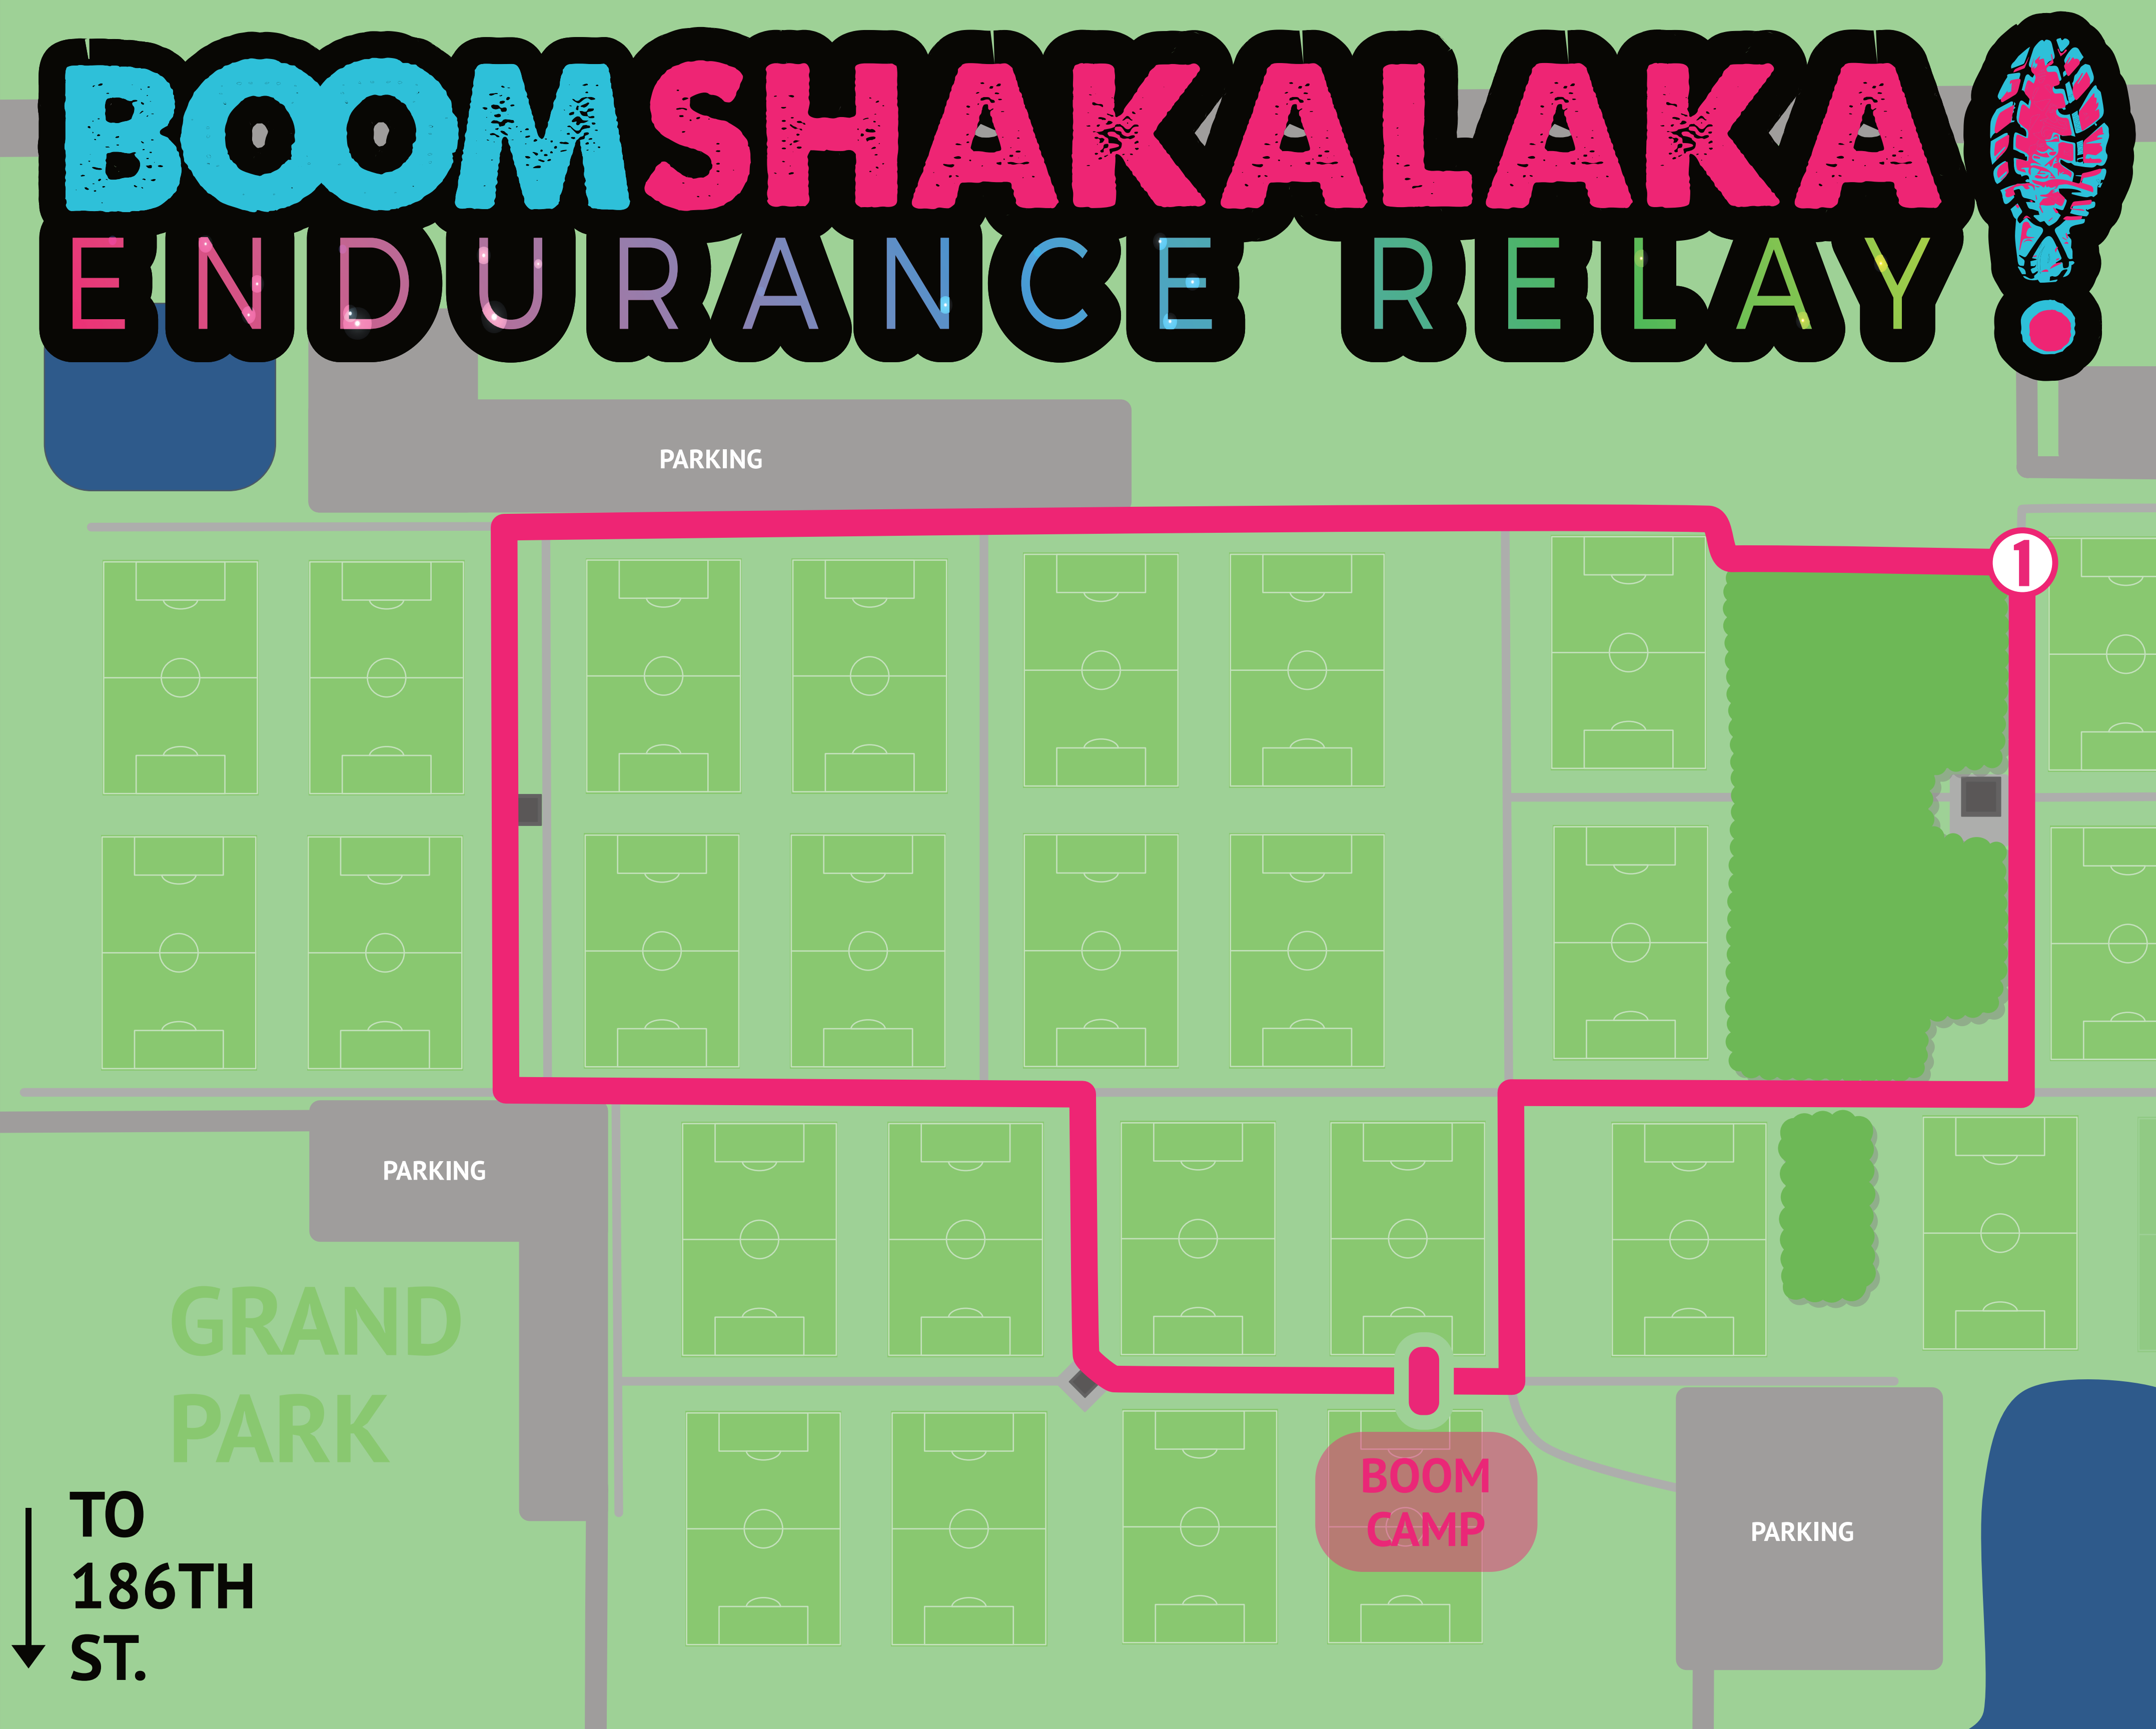 BOOMSHAKALAKA!
ENDURANCE RELAY
PARKING
1
PARKING
GRAND
PARK
BOOM
CAMP
PARKING
TO
186TH
ST.